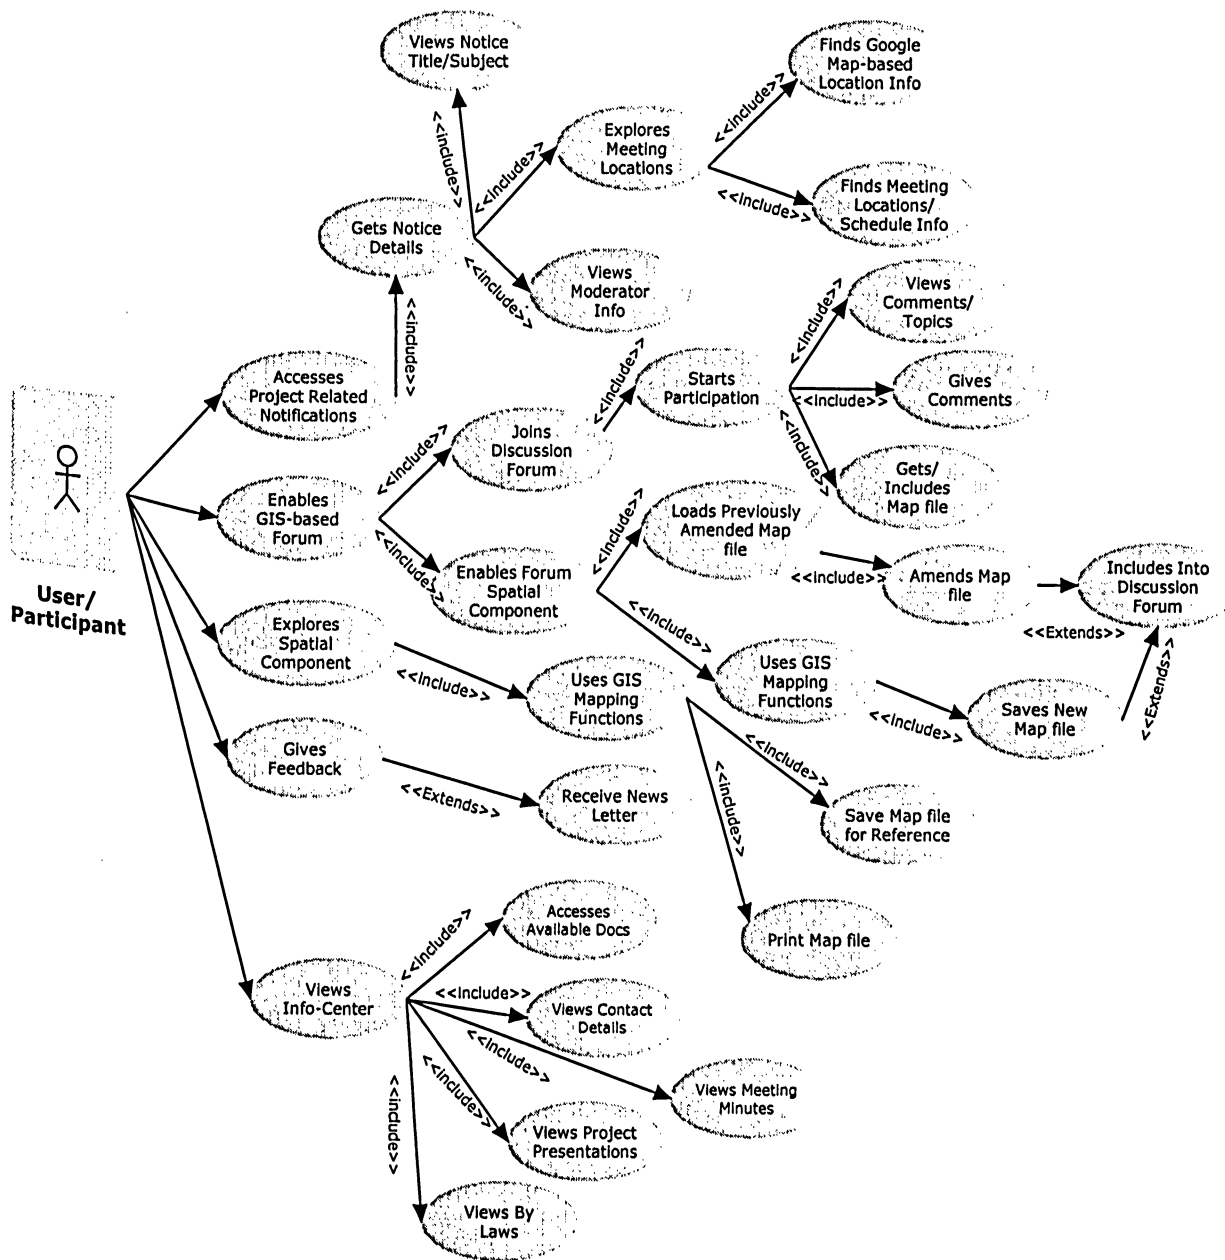 Views Notice
Title/Subject
Finds Google
Map-based
Location Info
<<include>>
<<include>>
Explores
Meeting
Locations
<<include>>
<<include>>
Finds Meeting
Locations/
Schedule Info
Gets Notice
Details
<<include>>
Views
Moderator
Info
<<include>>
Views
Comments/
Topics
<<include>>
Accesses
Project Related
Notifications
<<include>>
Starts
Participation
<<include>>
Gives
Comments
<<include>>
Joins
Discussion
Forum
<<include>>
<<include>>
Gets/
Includes
Map file
Enables
GIS-based
Forum
<<include>>
<<include>>
Loads Previously
Amended Map
file
<<include>>
Enables Forum
Spatial
Component
Amends Map
file
Includes Into
Discussion
Forum
User/
Participant
Explores
Spatial
Component
<<include>>
<<include>>
<<Extends>>
Uses GIS
Mapping
Functions
Uses GIS
Mapping
Functions
<<include>>
Saves New
Map file
<<Extends>>
Gives
Feedback
<<Extends>>
Receive News
Letter
<<include>>
<<include>>
Save Map file
for Reference
Accesses
Available Docs
<<include>>
Print Map file
Views
Info-Center
<<include>>
Views Contact
Details
<<include>>
<<include>>
<<include>>
Views Meeting
Minutes
Views Project
Presentations
Views By
Laws